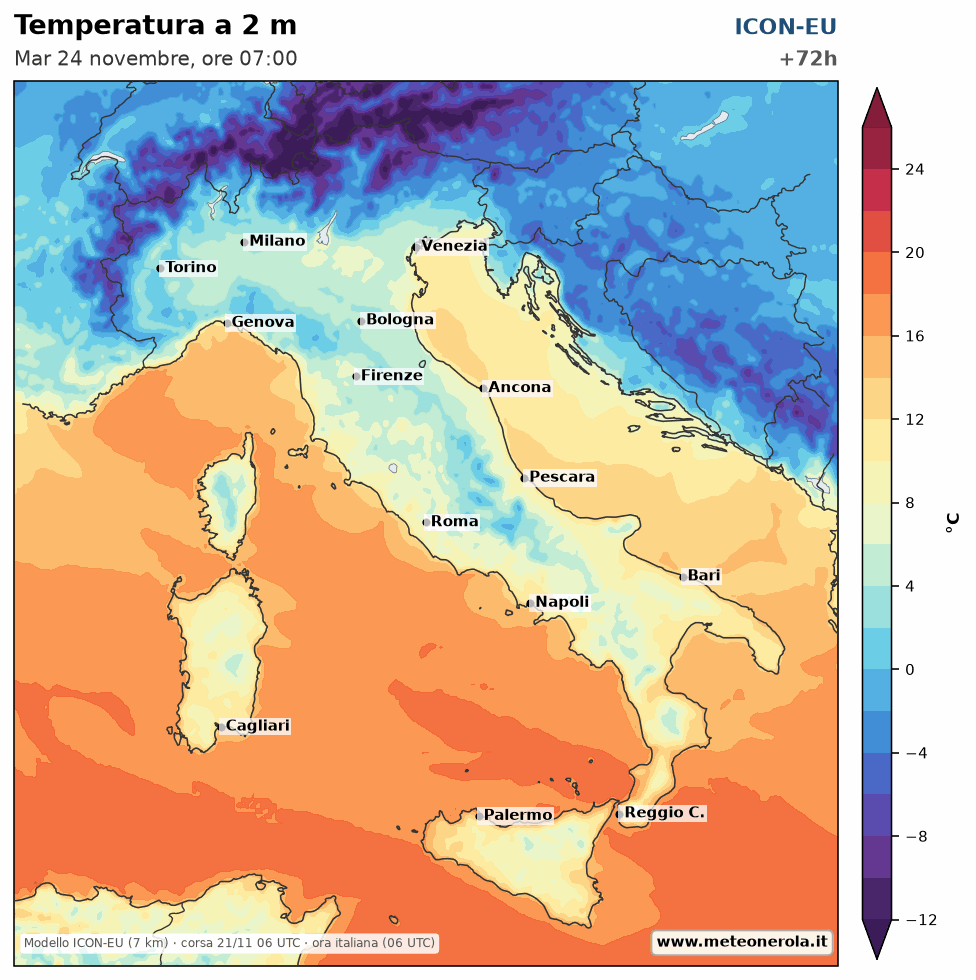 Temperatura a 2 m
ICON-EU
Mar 24 novembre, ore 07:00
+72h
24
20
16
12
8
4
0
−4
−8
−12
°C
Milano
Venezia
Torino
Genova
Bologna
Firenze
Ancona
Pescara
Roma
Bari
Napoli
Cagliari
Palermo
Reggio C.
Modello ICON-EU (7 km) · corsa 21/11 06 UTC · ora italiana (06 UTC)
www.meteonerola.it